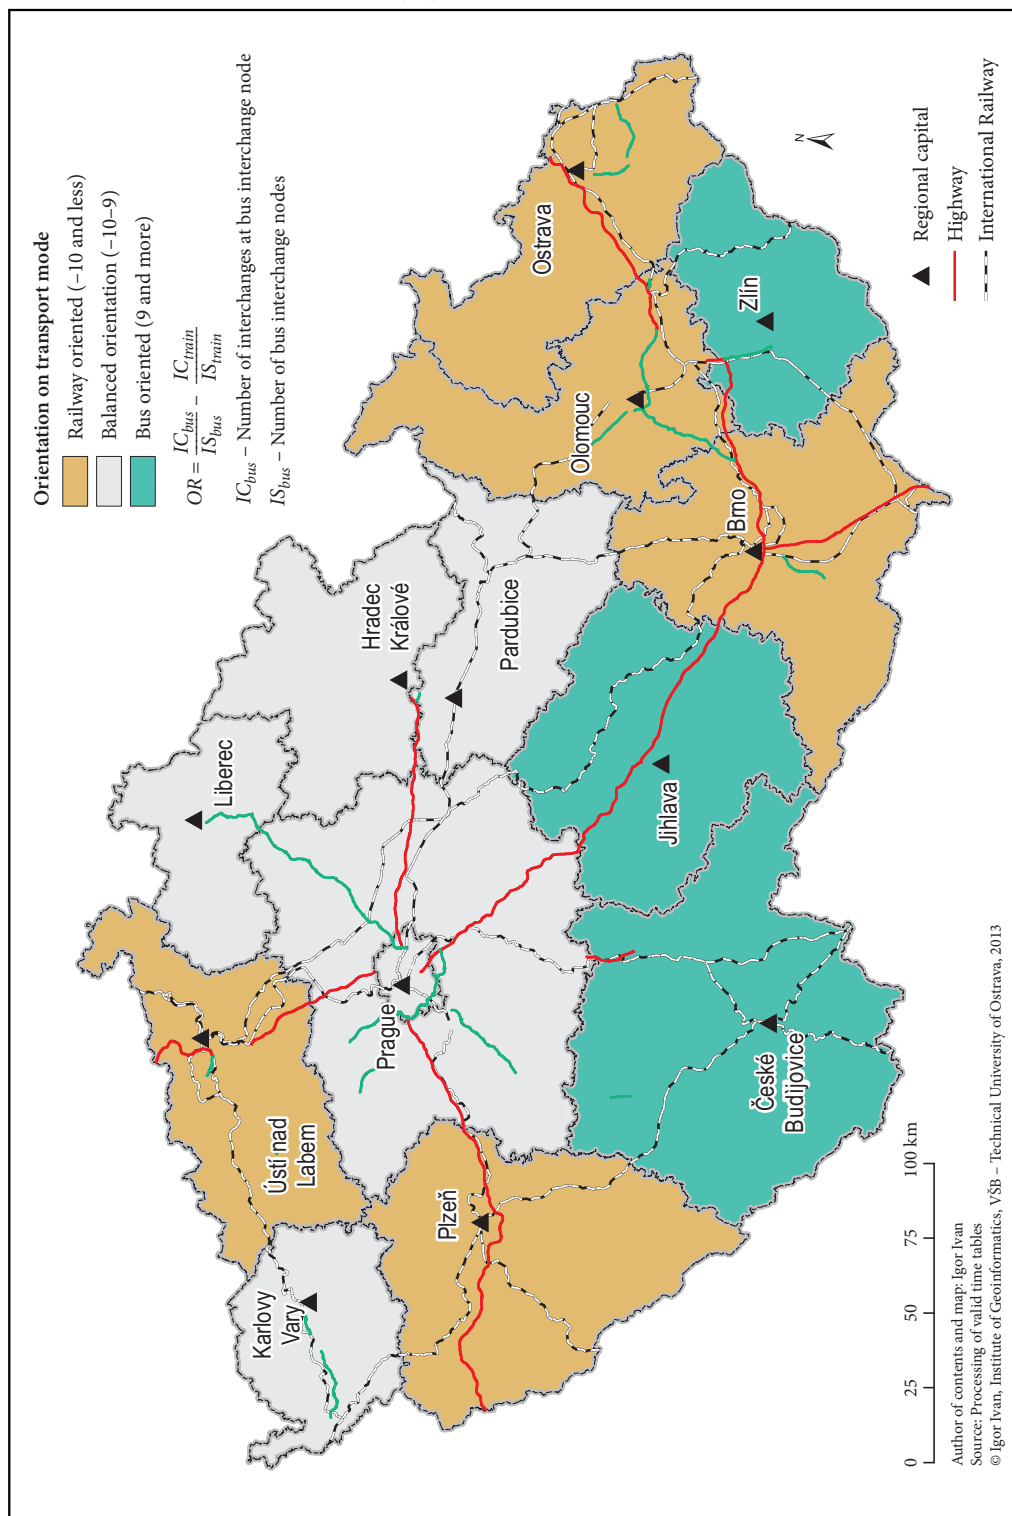 Orientation on transport mode
Railway oriented (−10 and less)
Balanced orientation (−10–9)
Bus oriented (9 and more)
OR = IC_bus / IS_bus − IC_train / IS_train
IC_bus − Number of interchanges at bus interchange node
IS_bus − Number of bus interchange nodes
Liberec
Hradec
Králové
Pardubice
Ústí nad
Labem
Karlovy
Vary
Prague
Plzeň
Ostrava
Olomouc
Zlín
Brno
Jihlava
České
Budijovice
N
Regional capital
Highway
International Railway
0 25 50 75 100 km
Author of contents and map: Igor Ivan
Source: Processing of valid time tables
© Igor Ivan, Institute of Geoinformatics, VŠB – Technical University of Ostrava, 2013